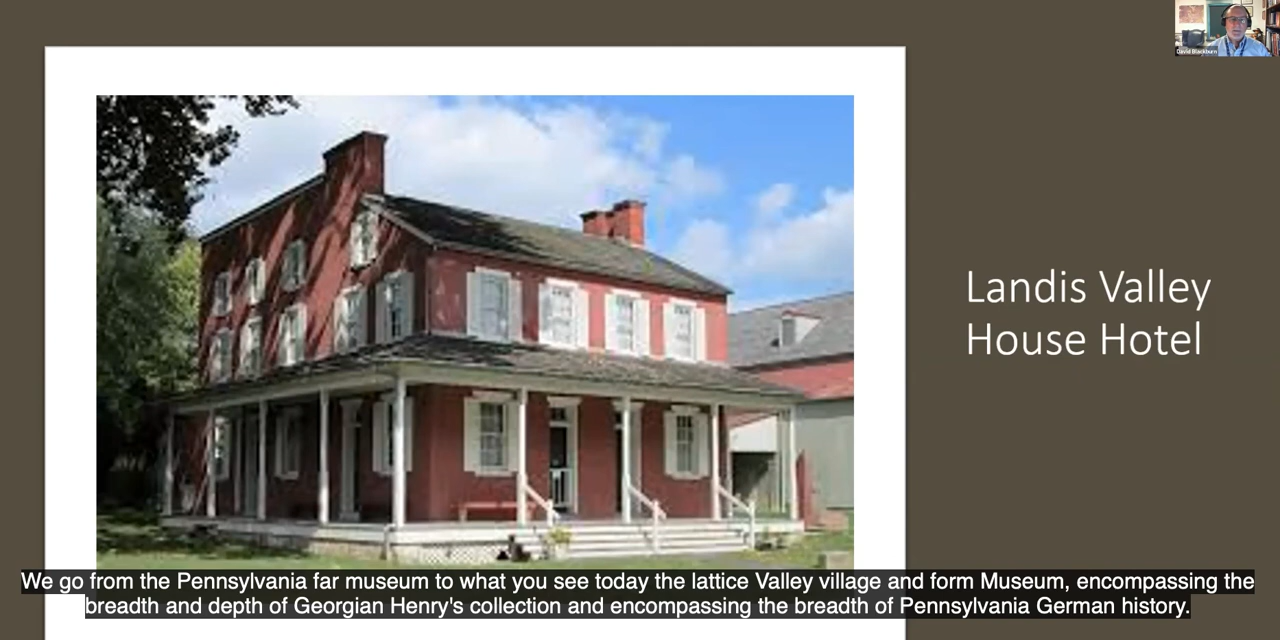 David Blackburn
Landis Valley
House Hotel
We go from the Pennsylvania far museum to what you see today the lattice Valley village and form Museum, encompassing the
breadth and depth of Georgian Henry's collection and encompassing the breadth of Pennsylvania German history.